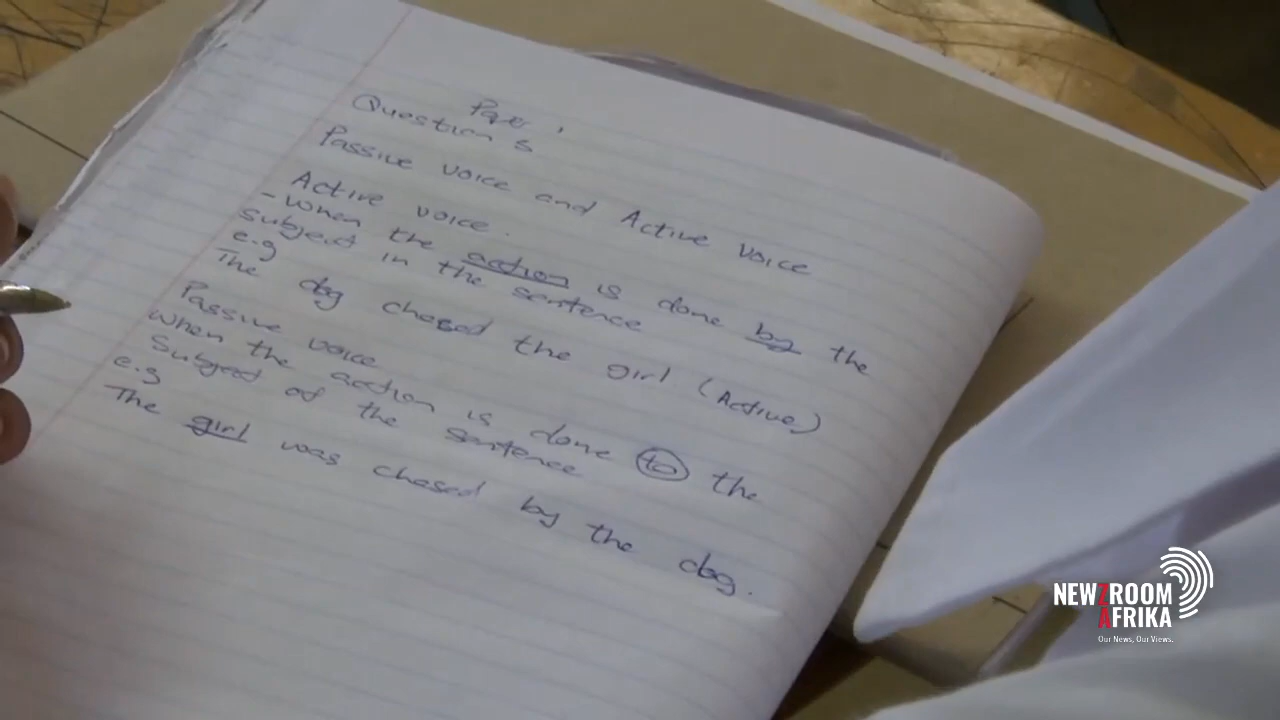 Paper 1
Question 5
Passive voice and Active voice
Active voice.
- When the action is done by the
subject in the sentence
e.g
The dog chased the girl (Active)
Passive voice
When the action is done to the
Subject of the sentence
e.g
The girl was chased by the dog.
NEWZROOM
AFRIKA
Our News, Our Views.